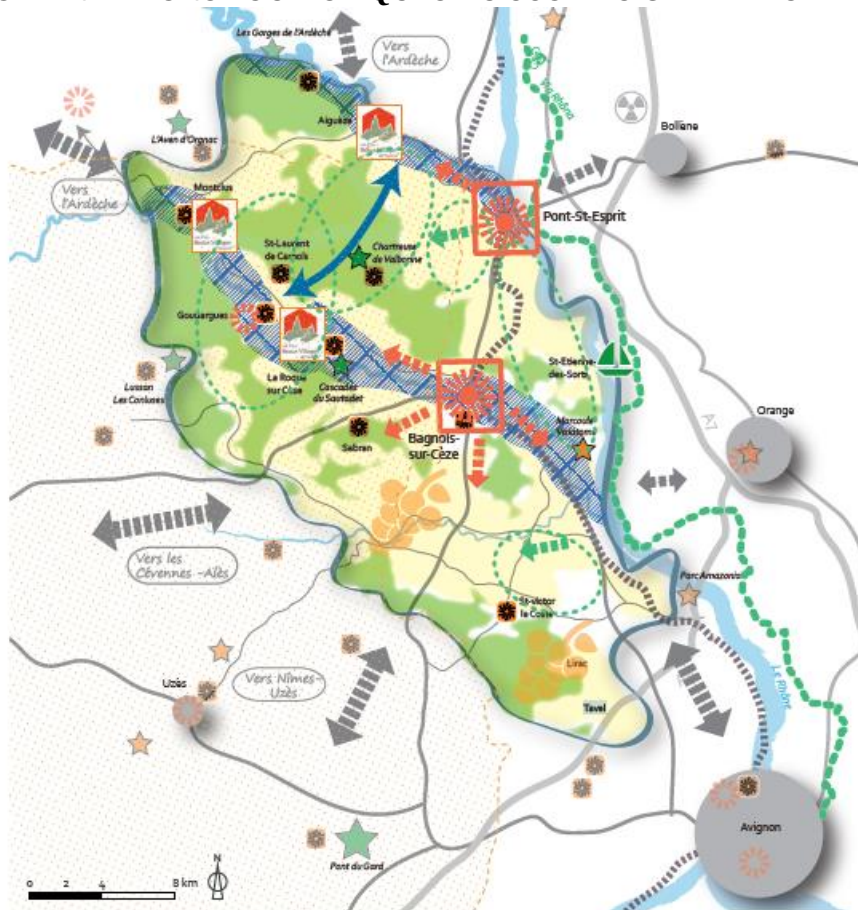 Les Gorges de l'Ardèche
Vers
l'Ardèche
Via Rhôna
Aiguèze
L'Aven d'Orgnac
Bollène
Vers
l'Ardèche
Montclus
Pont-St-Esprit
St-Laurent
de Carnols
Chartreuse
de Valbonne
Goudargues
St-Etienne-
des-Sorts
La Roque
sur Cèze
Cascades
du Sautadet
Lussan
Les Concluses
Orange
A7
Marcoule
Sabran
Bagnols-
sur-Cèze
Vers les
Cévennes -Alès
Parc Amazonia
St-Victor
la Coste
Uzès
Vers Nîmes-
Uzès
Lirac
Le Rhône
Tavel
Avignon
Pont du Gard
N
0 2 4 8 km